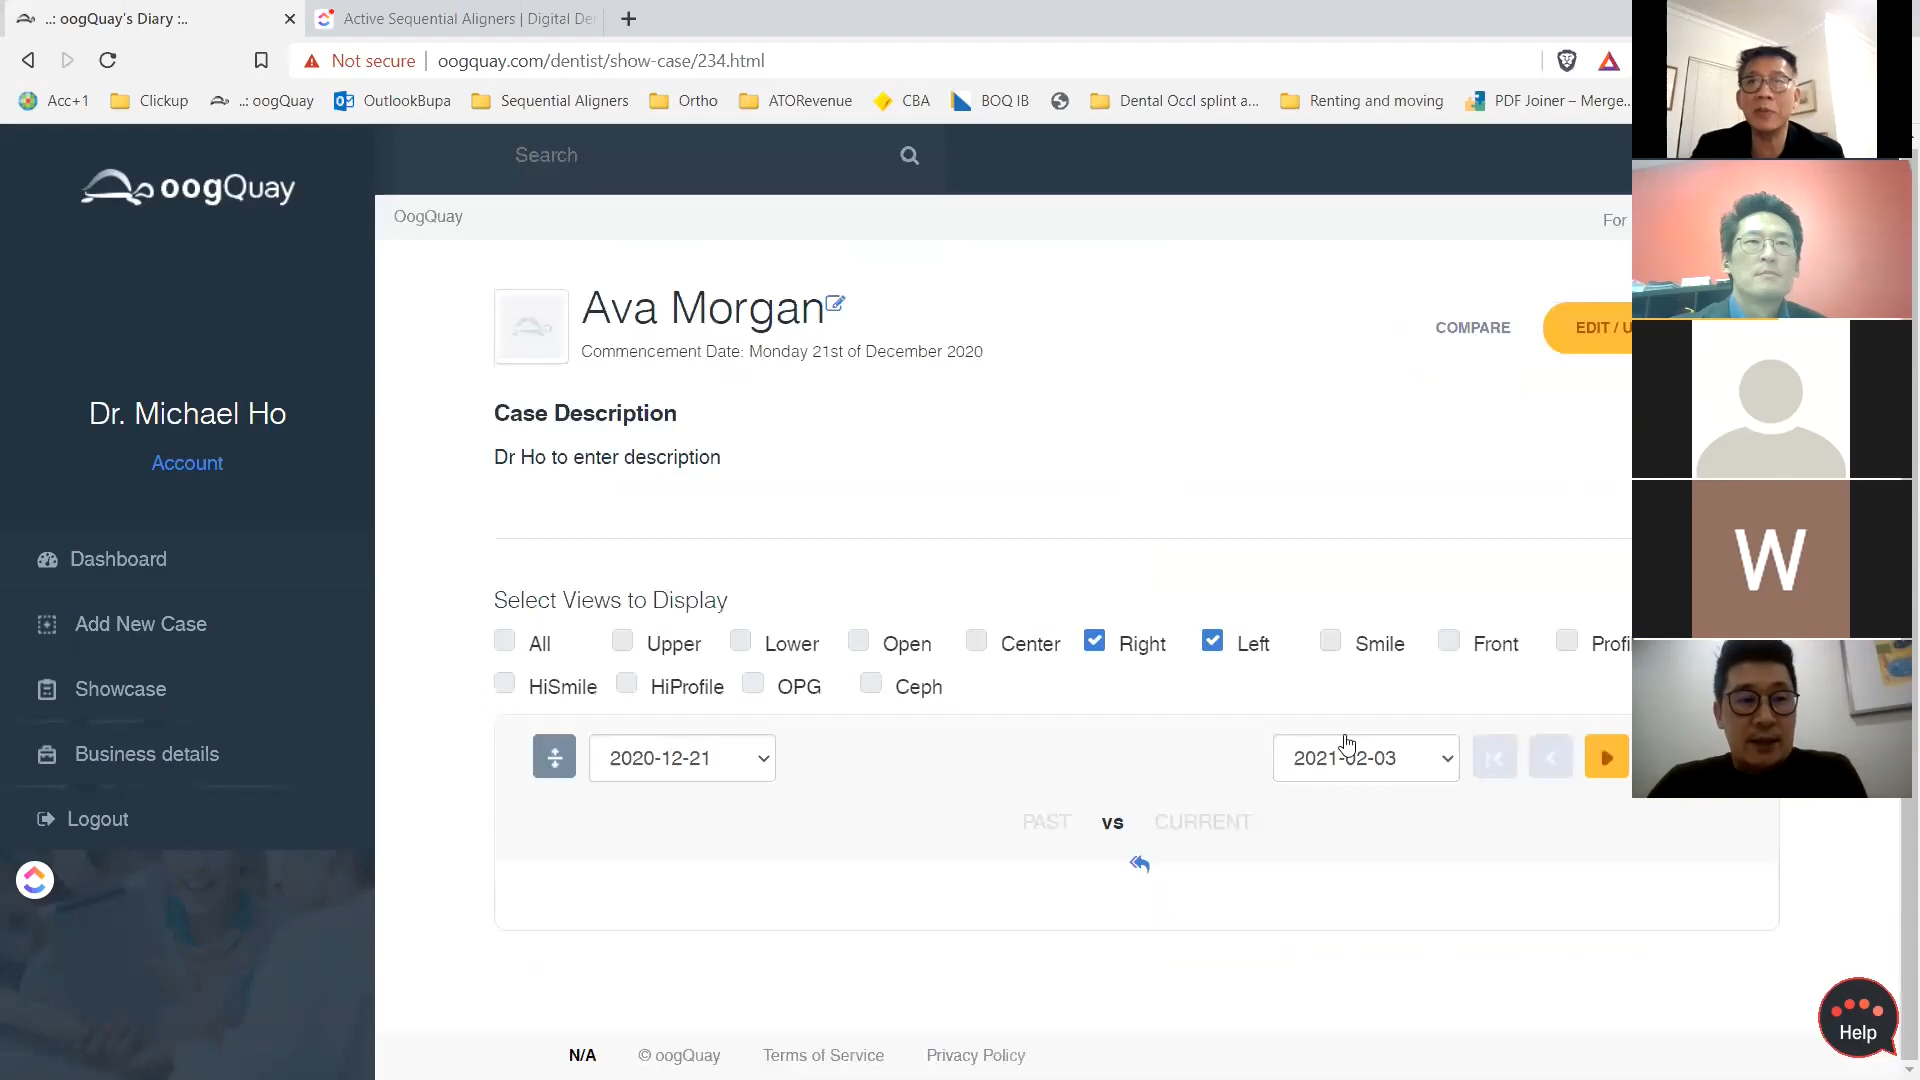 ..: oogQuay's Diary :..
Active Sequential Aligners | Digital De
Not secure
oogquay.com/dentist/show-case/234.html
Acc+1
Clickup
..: oogQuay
OutlookBupa
Sequential Aligners
Ortho
ATORevenue
CBA
BOQ IB
Dental Occl splint a...
Renting and moving
PDF Joiner – Merge...
oogQuay
Search
OogQuay
For
Dr. Michael Ho
Account
Dashboard
Add New Case
Showcase
Business details
Logout
Ava Morgan
Commencement Date: Monday 21st of December 2020
COMPARE
EDIT / U
Case Description
Dr Ho to enter description
Select Views to Display
All Upper Lower Open Center Right Left Smile Front Profi
HiSmile HiProfile OPG Ceph
2020-12-21
2021-02-03
PAST vs CURRENT
N/A © oogQuay Terms of Service Privacy Policy
W
Help